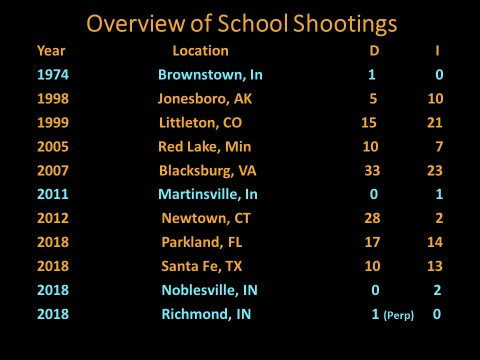 Overview of School Shootings
Year Location D I
1974 Brownstown, In 1 0
1998 Jonesboro, AK 5 10
1999 Littleton, CO 15 21
2005 Red Lake, Min 10 7
2007 Blacksburg, VA 33 23
2011 Martinsville, In 0 1
2012 Newtown, CT 28 2
2018 Parkland, FL 17 14
2018 Santa Fe, TX 10 13
2018 Noblesville, IN 0 2
2018 Richmond, IN 1 (Perp) 0